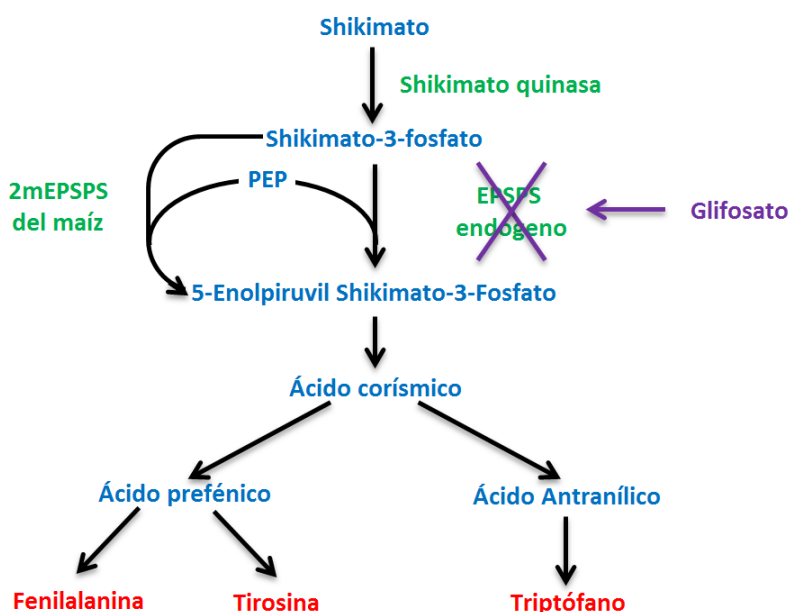 Shikimato
Shikimato quinasa
Shikimato-3-fosfato
2mEPSPS
del maíz
PEP
EPSPS
endógeno
Glifosato
5-Enolpiruvil Shikimato-3-Fosfato
Ácido corísmico
Ácido prefénico
Ácido Antranílico
Fenilalanina
Tirosina
Triptófano